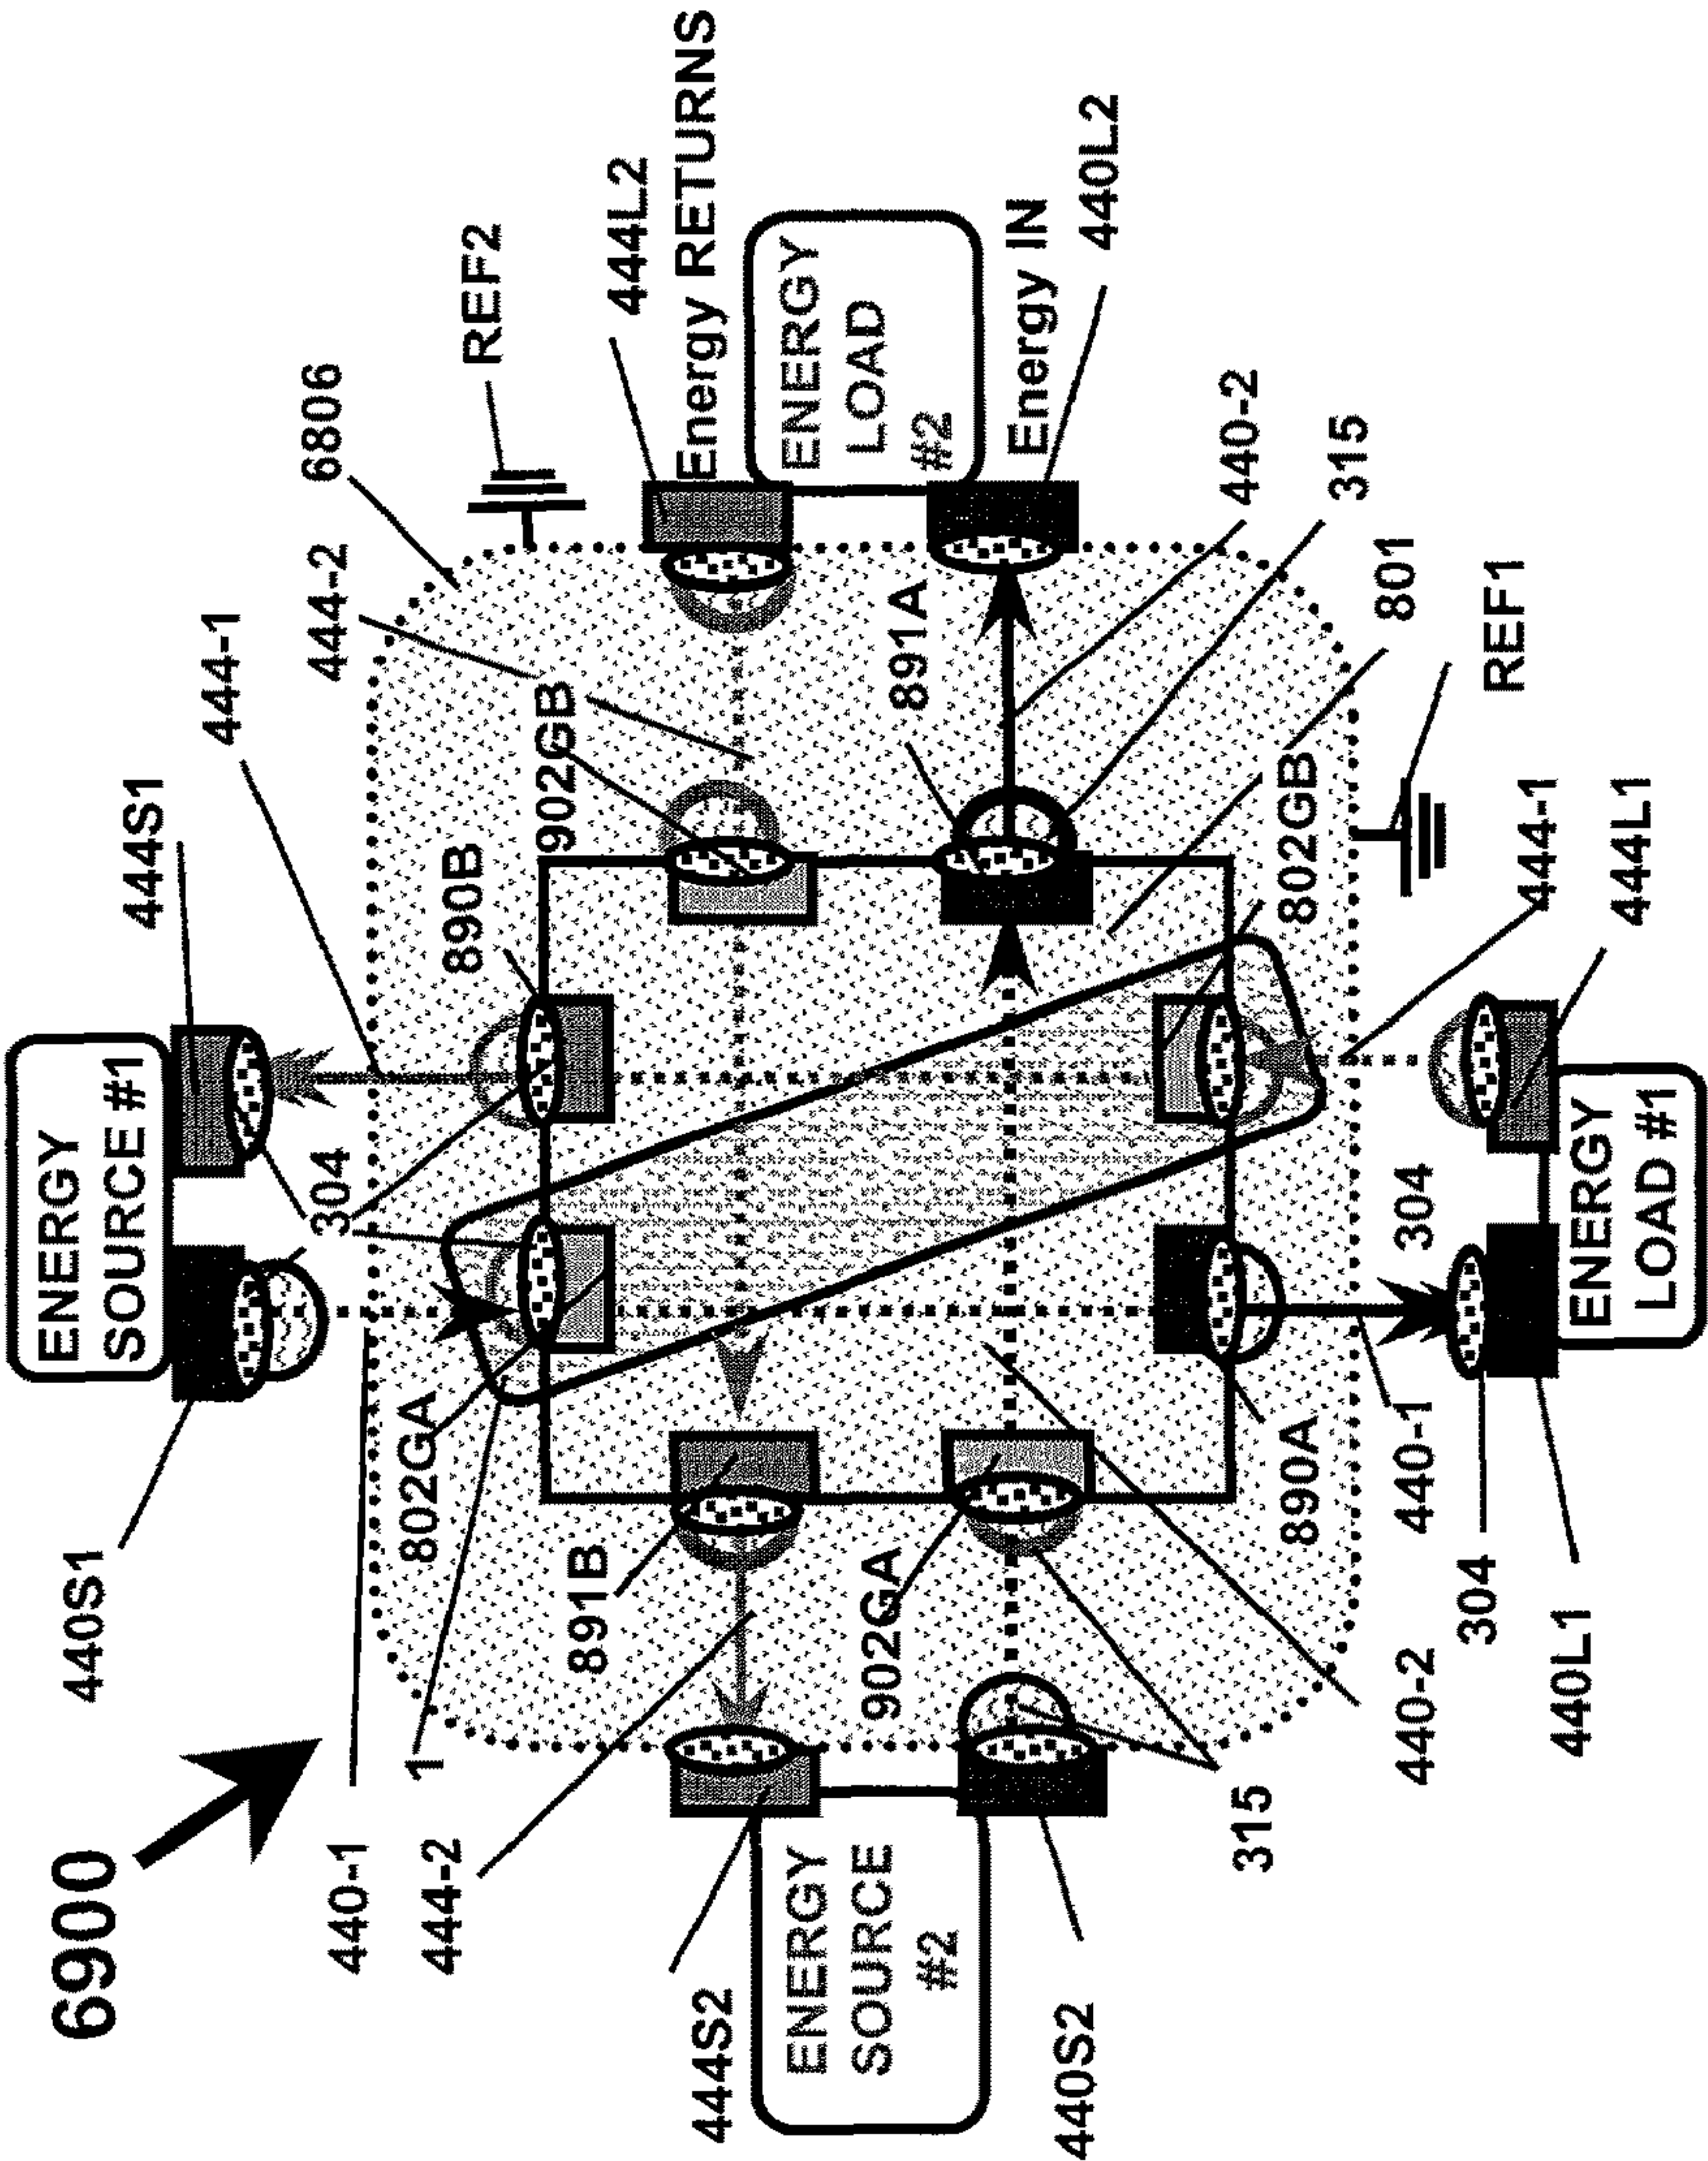 6900
440S1
ENERGY
SOURCE #1
444S1
444-1
304
440-1
444-2
6806
802GA
1
444-2
890B
REF2
902GB
891B
444L2
Energy RETURNS
444S2
ENERGY
SOURCE
#2
ENERGY
LOAD
#2
902GA
891A
Energy IN
440S2
440L2
440-2
315
890A
802GB
315
801
440-2
440-1
304
304
REF1
444-1
440L1
ENERGY
LOAD #1
444L1